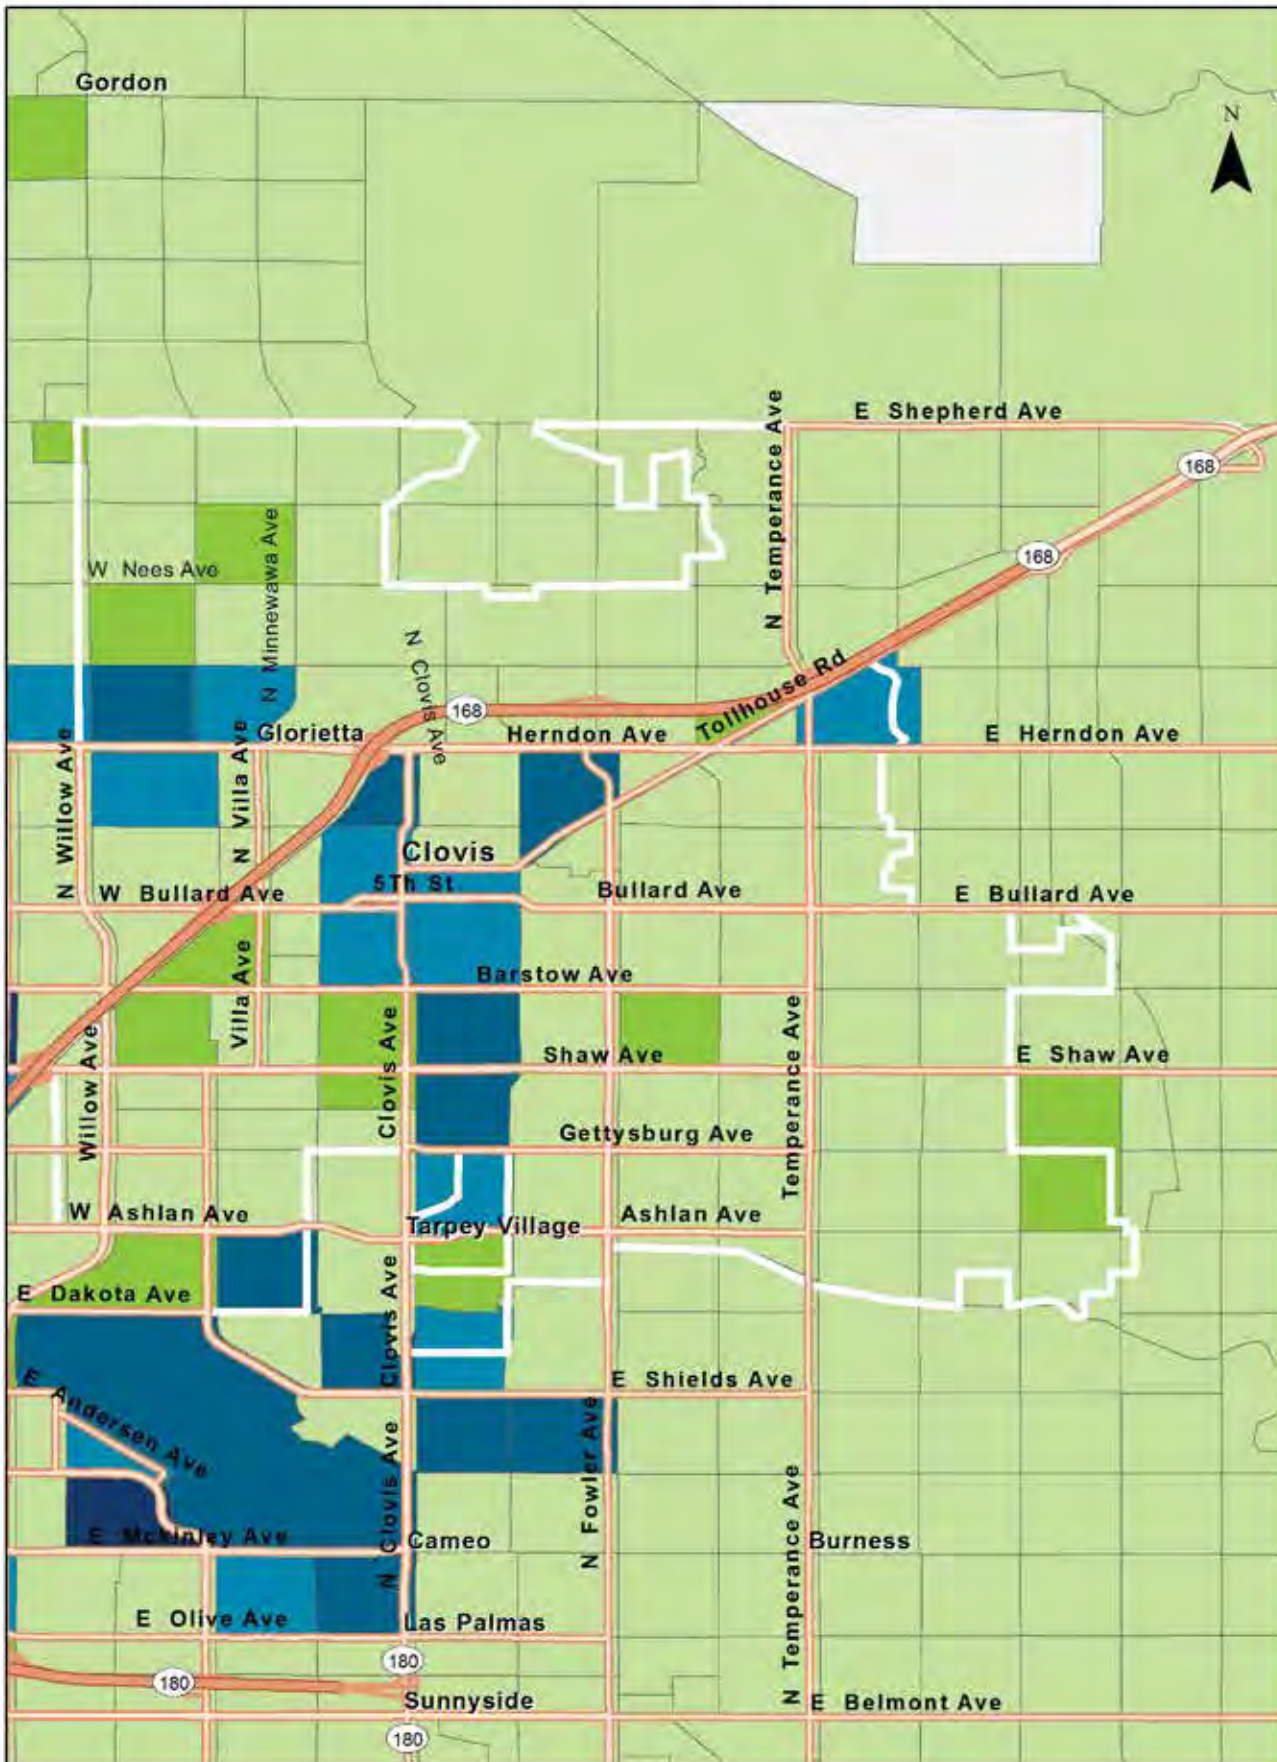 Gordon
N
E Shepherd Ave
N Temperance Ave
168
168
W Nees Ave
N Minnewawa Ave
N Clovis Ave
168
Tollhouse Rd
Glorietta
Herndon Ave
E Herndon Ave
N Willow Ave
N Villa Ave
Clovis
5Th St
W Bullard Ave
Bullard Ave
E Bullard Ave
Villa Ave
Barstow Ave
Willow Ave
Clovis Ave
Temperance Ave
Shaw Ave
E Shaw Ave
Gettysburg Ave
W Ashlan Ave
Tarpey Village
Ashlan Ave
E Dakota Ave
Clovis Ave
E Shields Ave
E Andersen Ave
N Clovis Ave
N Fowler Ave
N Temperance Ave
E Mckinley Ave
Cameo
Burness
E Olive Ave
Las Palmas
180
180
Sunnyside
E Belmont Ave
180